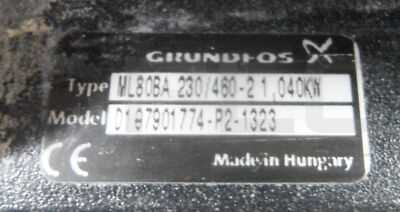 GRUNDFOS
Type ML80BA 230/460-2 1,040KW
Model D187901774-P2-1323
CE Made in Hungary